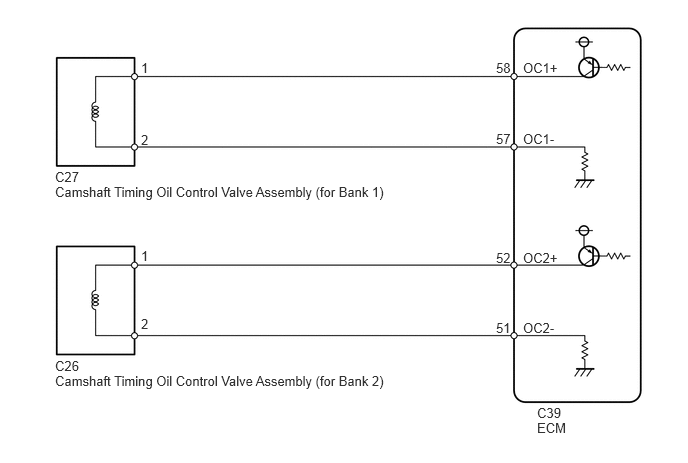 1 58 OC1+
2 57 OC1-
C27
Camshaft Timing Oil Control Valve Assembly (for Bank 1)
1 52 OC2+
2 51 OC2-
C26
Camshaft Timing Oil Control Valve Assembly (for Bank 2)
C39
ECM